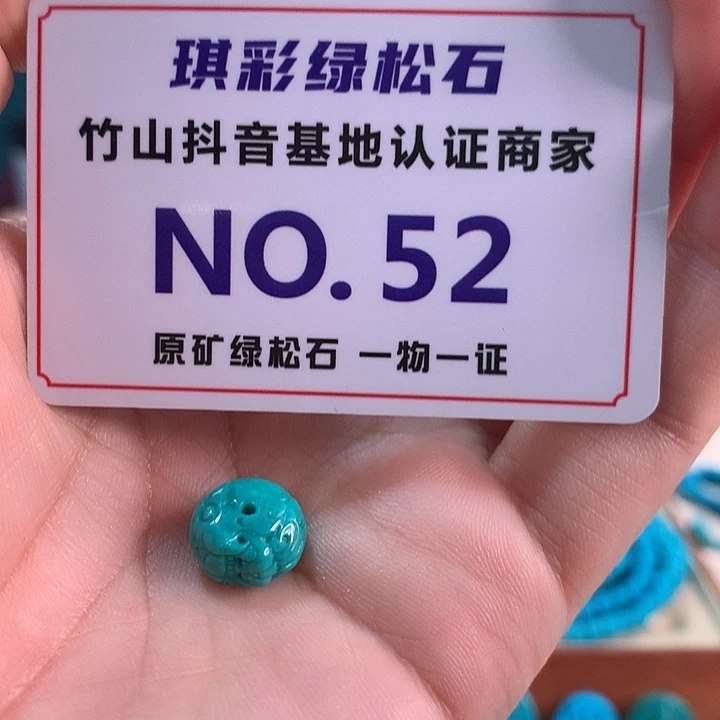 琪彩绿松石
竹山抖音基地认证商家
NO.52
原矿绿松石 一物一证